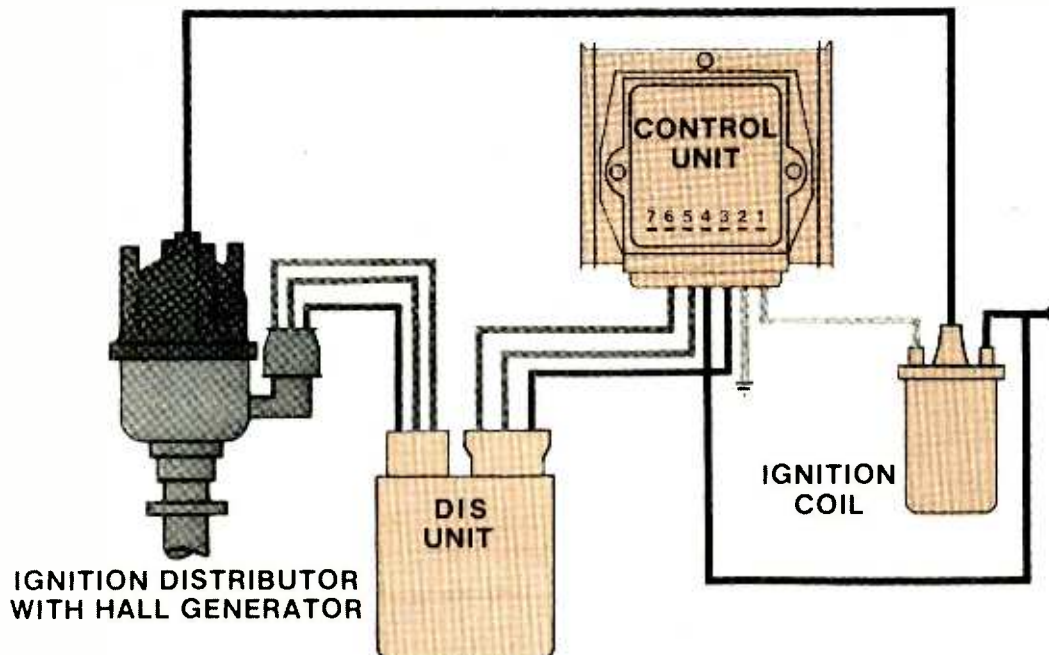 CONTROL
UNIT
7 6 5 4 3 2 1
DIS
UNIT
IGNITION
COIL
IGNITION DISTRIBUTOR
WITH HALL GENERATOR